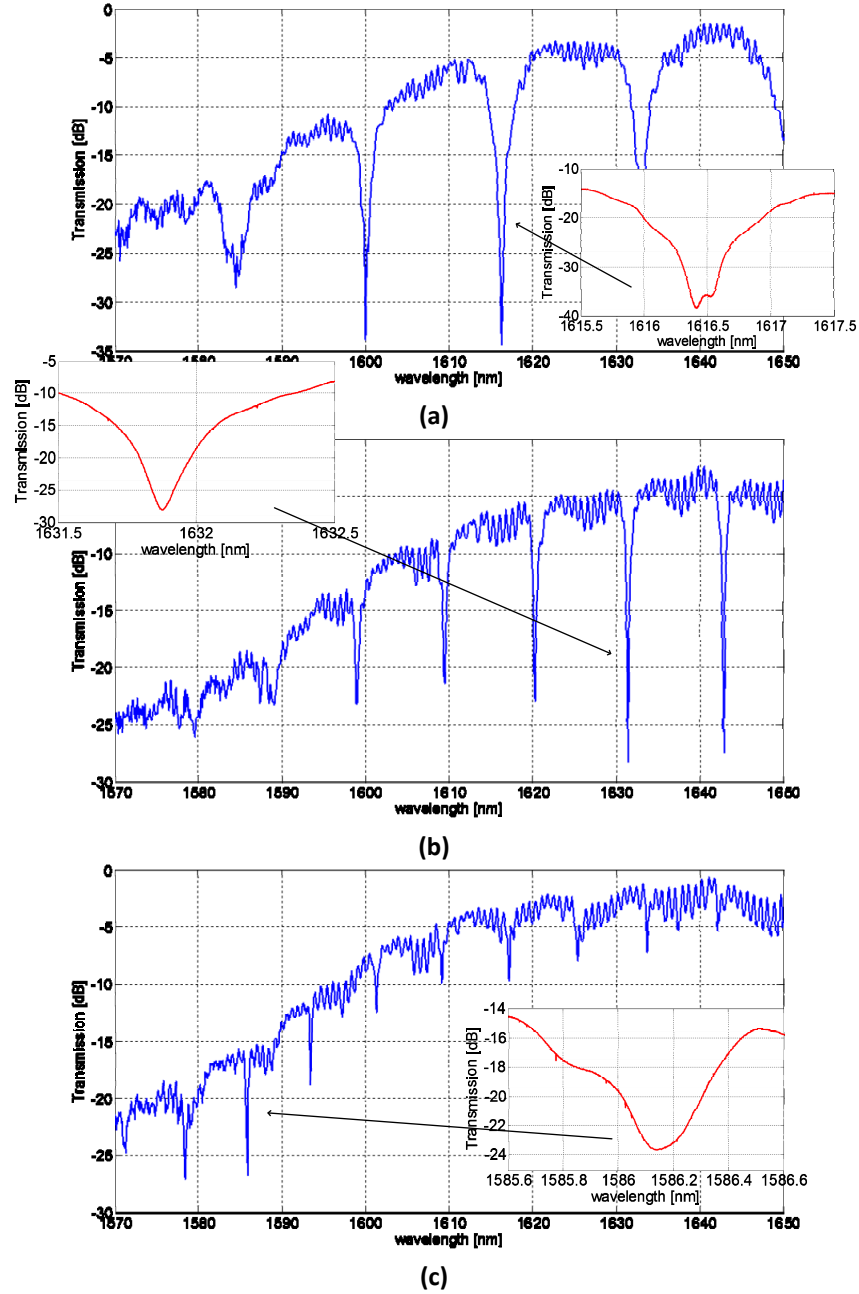 0
-5
-10
-15
-20
-25
-30
-35
Transmission [dB]
1570 1580 1590 1600 1610 1620 1630 1640 1650
wavelength [nm]
-10
-20
-30
-40
Transmission [dB]
1615.5 1616 1616.5 1617 1617.5
wavelength [nm]
(a)
-5
-10
-15
-20
-25
-30
Transmission [dB]
1631.5 1632 1632.5
wavelength [nm]
-10
-15
-20
-25
-30
Transmission [dB]
1570 1580 1590 1600 1610 1620 1630 1640 1650
wavelength [nm]
(b)
0
-5
-10
-15
-20
-25
-30
Transmission [dB]
1570 1580 1590 1600 1610 1620 1630 1640 1650
wavelength [nm]
-14
-16
-18
-20
-22
-24
Transmission [dB]
1585.6 1585.8 1586 1586.2 1586.4 1586.6
wavelength [nm]
(c)